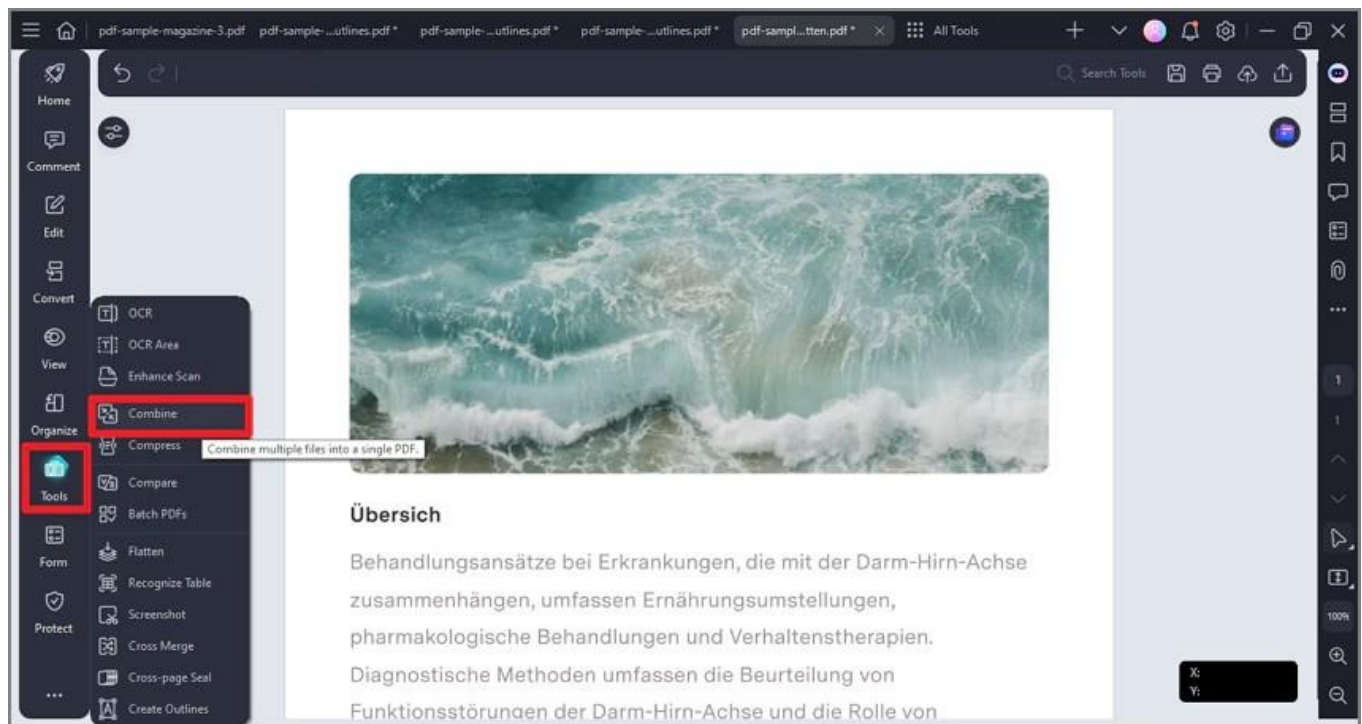 pdf-sample-magazine-3.pdf
pdf-sample-...utlines.pdf *
pdf-sample-...utlines.pdf *
pdf-sample-...utlines.pdf *
pdf-sampl...tten.pdf *
All Tools
Search Tools
Home
Comment
Edit
Convert
View
Organize
Tools
Form
Protect
OCR
OCR Area
Enhance Scan
Combine
Compress
Combine multiple files into a single PDF.
Compare
Batch PDFs
Flatten
Recognize Table
Screenshot
Cross Merge
Cross-page Seal
Create Outlines
Übersich
Behandlungsansätze bei Erkrankungen, die mit der Darm-Hirn-Achse
zusammenhängen, umfassen Ernährungsumstellungen,
pharmakologische Behandlungen und Verhaltenstherapien.
Diagnostische Methoden umfassen die Beurteilung von
Funktionsstörungen der Darm-Hirn-Achse und die Rolle von
1
1
100%
X:
Y: